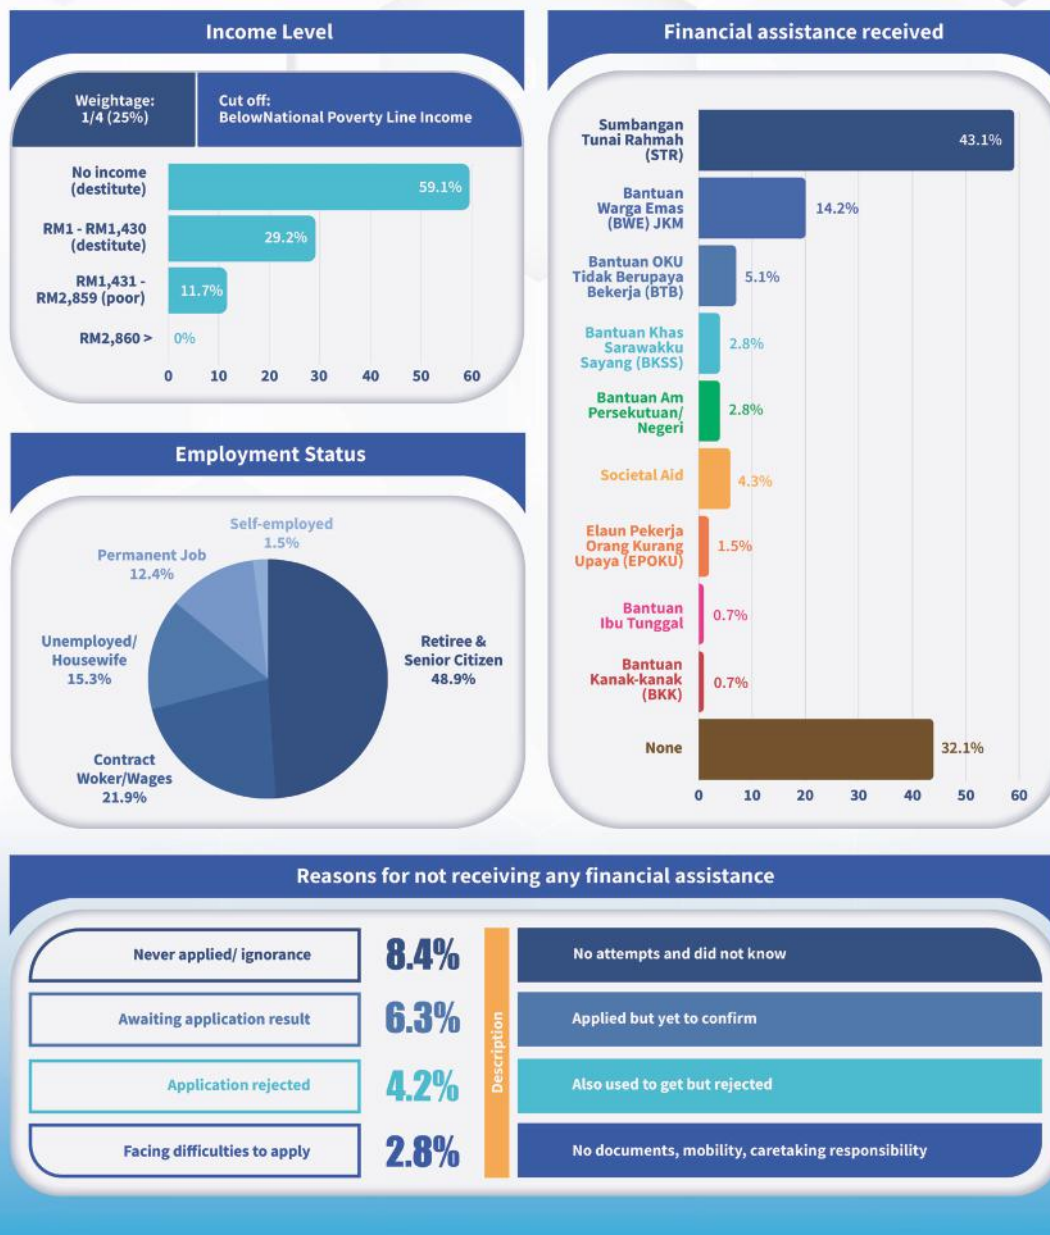 Income Level
Weightage:
1/4 (25%)
Cut off:
BelowNational Poverty Line Income
No income
(destitute)
59.1%
RM1 - RM1,430
(destitute)
29.2%
RM1,431 -
RM2,859 (poor)
11.7%
RM2,860 >
0%
0 10 20 30 40 50 60
Employment Status
Self-employed
1.5%
Permanent Job
12.4%
Unemployed/
Housewife
15.3%
Retiree &
Senior Citizen
48.9%
Contract
Woker/Wages
21.9%
Financial assistance received
Sumbangan
Tunai Rahmah
(STR)
43.1%
Bantuan
Warga Emas
(BWE) JKM
14.2%
Bantuan OKU
Tidak Berupaya
Bekerja (BTB)
5.1%
Bantuan Khas
Sarawakku
Sayang (BKSS)
2.8%
Bantuan Am
Persekutuan/
Negeri
2.8%
Societal Aid
4.3%
Elaun Pekerja
Orang Kurang
Upaya (EPOKU)
1.5%
Bantuan
Ibu Tunggal
0.7%
Bantuan
Kanak-kanak
(BKK)
0.7%
None
32.1%
0 10 20 30 40 50 60
Reasons for not receiving any financial assistance
Never applied/ ignorance
8.4%
No attempts and did not know
Awaiting application result
6.3%
Applied but yet to confirm
Application rejected
4.2%
Also used to get but rejected
Facing difficulties to apply
2.8%
No documents, mobility, caretaking responsibility
Description